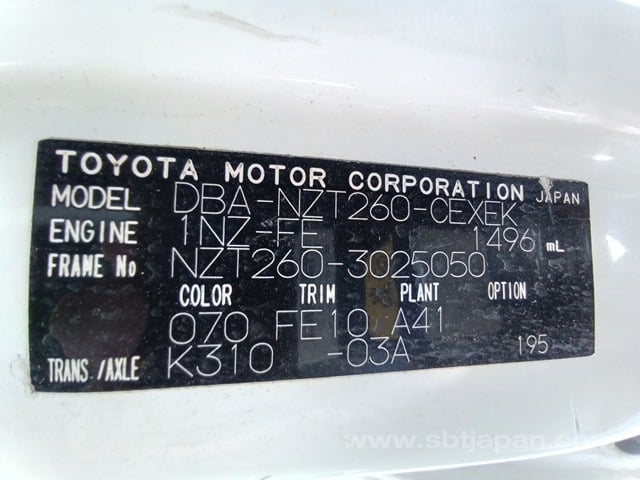 TOYOTA MOTOR CORPORATION JAPAN
MODEL DBA-NZT260-CEXEK
ENGINE 1NZ-FE 1496 mL
FRAME No. NZT260-3025050
COLOR TRIM PLANT OPTION
070 FE10 A41
TRANS/AXLE K310 -03A 195
www.sbtjapan.com